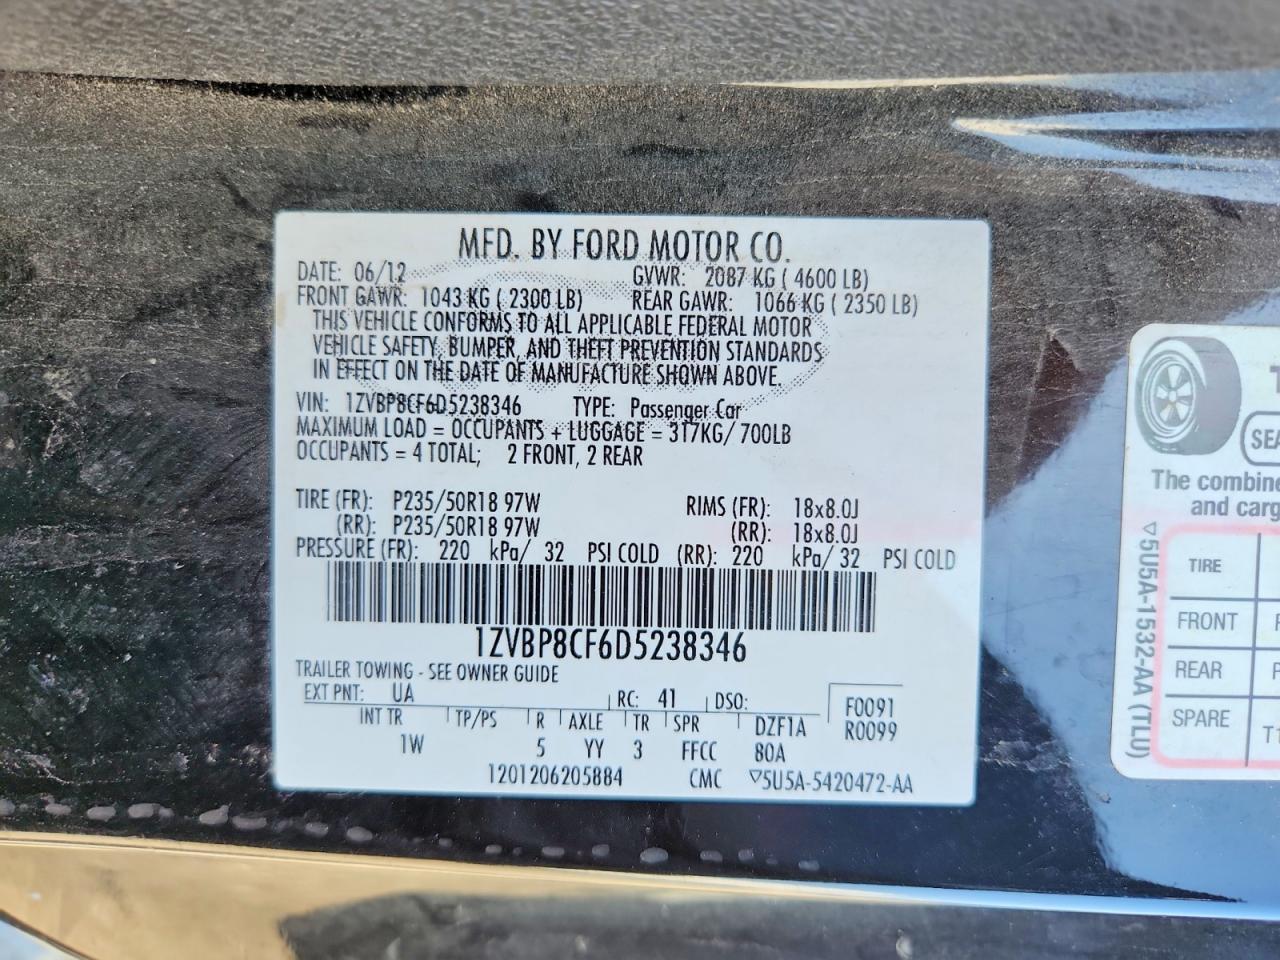 MFD. BY FORD MOTOR CO.
DATE: 06/12 GVWR: 2087 KG ( 4600 LB)
FRONT GAWR: 1043 KG ( 2300 LB) REAR GAWR: 1066 KG ( 2350 LB)
THIS VEHICLE CONFORMS TO ALL APPLICABLE FEDERAL MOTOR
VEHICLE SAFETY, BUMPER, AND THEFT PREVENTION STANDARDS
IN EFFECT ON THE DATE OF MANUFACTURE SHOWN ABOVE.
VIN: 1ZVBP8CF6D5238346 TYPE: Passenger Car
MAXIMUM LOAD = OCCUPANTS + LUGGAGE = 317KG/ 700LB
OCCUPANTS = 4 TOTAL; 2 FRONT, 2 REAR
TIRE (FR): P235/50R18 97W RIMS (FR): 18x8.0J
(RR): P235/50R18 97W (RR): 18x8.0J
PRESSURE (FR): 220 kPa/ 32 PSI COLD (RR): 220 kPa/ 32 PSI COLD
1ZVBP8CF6D5238346
TRAILER TOWING - SEE OWNER GUIDE
EXT PNT: UA RC: 41 DSO: F0091
INT TR TP/PS R AXLE TR SPR DZF1A R0099
1W 5 YY 3 FFCC 80A
1201206205884 CMC ▽5U5A-5420472-AA
SEA
The combine
and carg
TIRE
FRONT
REAR
SPARE T1
▽5U5A-1532-AA (TLU)